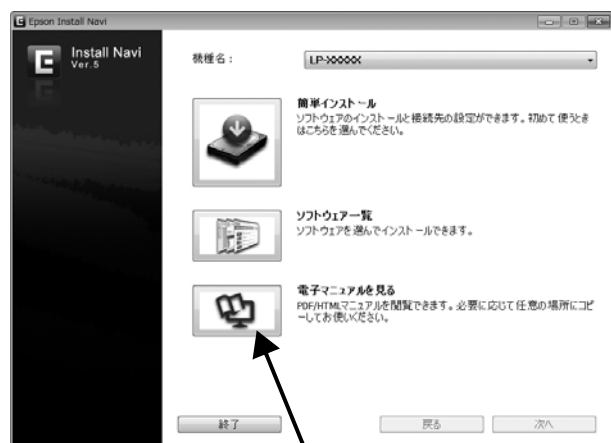 Epson Install Navi
Install Navi
Ver.5
機種名：
LP-XXXXX
簡単インストール
ソフトウェアのインストールと接続先の設定ができます。初めて使うとき
はこちらを選んでください。
ソフトウェア一覧
ソフトウェアを選んでインストールできます。
電子マニュアルを見る
PDF/HTMLマニュアルを閲覧できます。必要に応じて任意の場所にコピ
ーしてお使いください。
終了
戻る
次へ